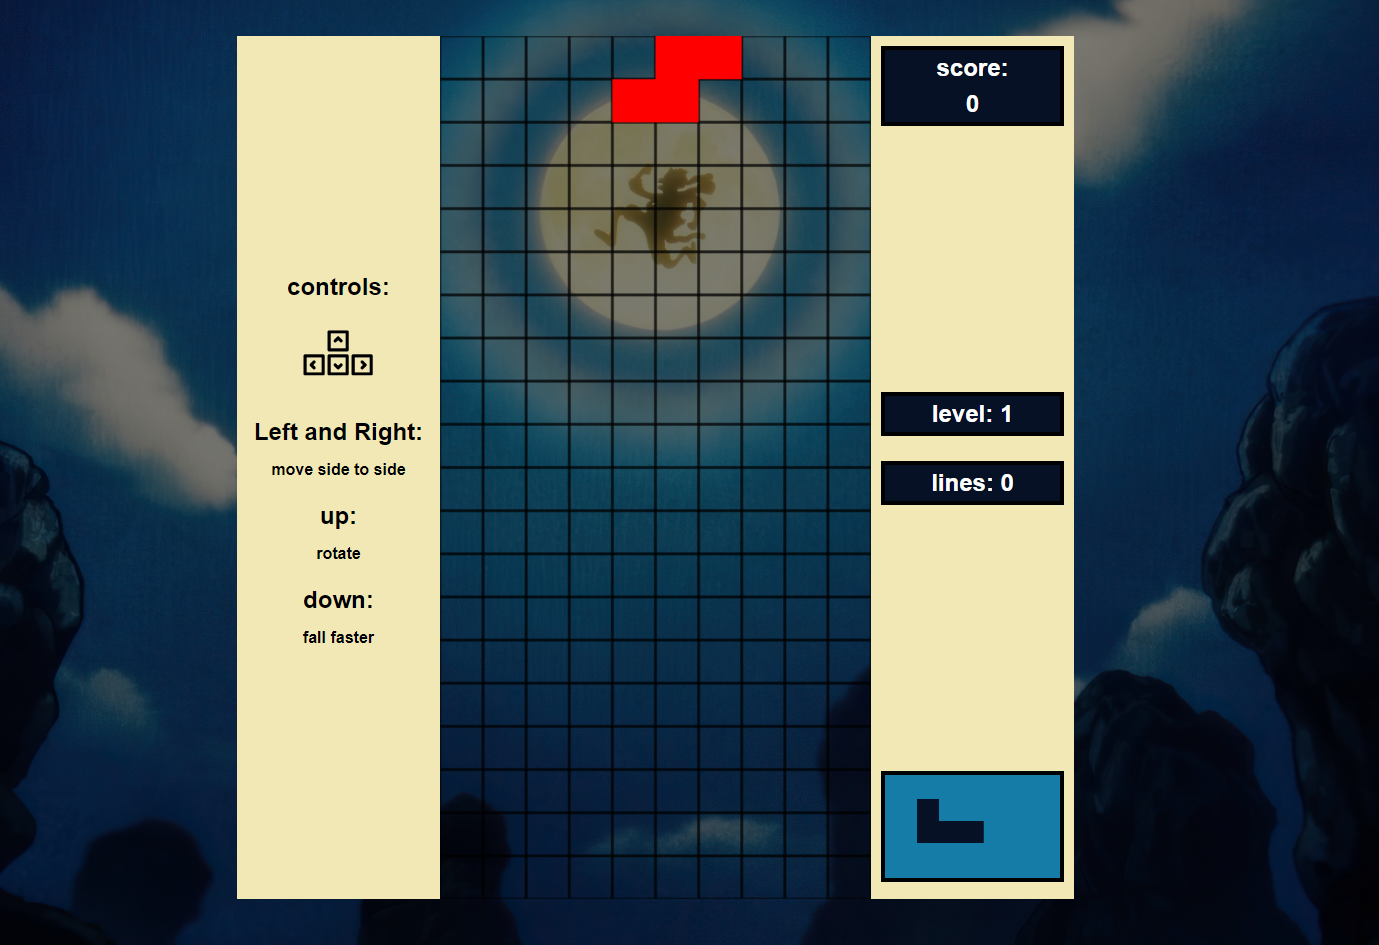 controls:
Left and Right:
move side to side
up:
rotate
down:
fall faster
score:
0
level: 1
lines: 0